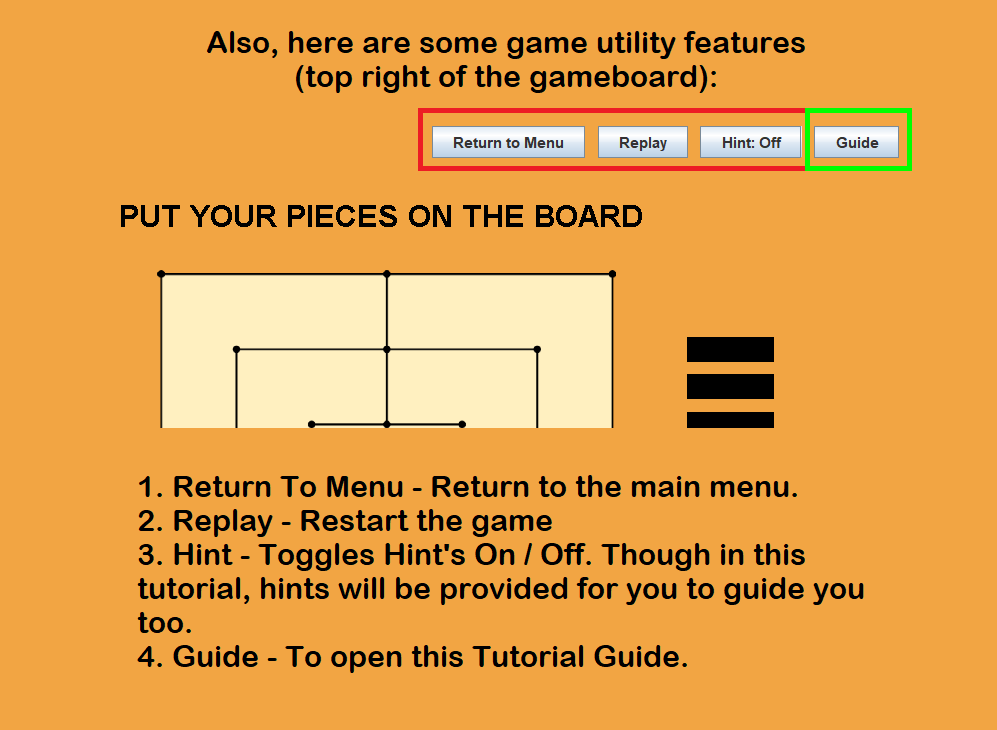 Also, here are some game utility features
(top right of the gameboard):
Return to Menu Replay Hint: Off Guide
PUT YOUR PIECES ON THE BOARD
1. Return To Menu - Return to the main menu.
2. Replay - Restart the game
3. Hint - Toggles Hint's On / Off. Though in this
tutorial, hints will be provided for you to guide you
too.
4. Guide - To open this Tutorial Guide.